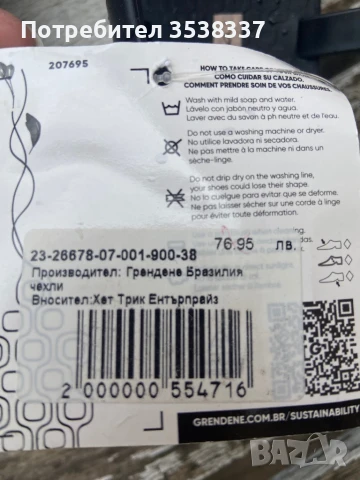 Потребител 3538337
207695
HOW TO TAKE CARE
CÓMO CUIDAR SU CALZADO.
COMMENT PRENDRE SOIN DE VOS CHAUSSURES
Wash with mild soap and water.
Lávelo con jabón neutro y agua.
Laver avec du savon à ph neutre et de l'eau.
Do not use a washing machine or dryer.
No utilice lavadora ni secadora.
Ne pas mettre à la machine ni dans un
sèche-linge.
Do not drip dry on the washing line,
your shoes could lose their shape.
No lo cuelgue para evitar que se deforme.
Ne pas laisser sécher sur une corde à linge
pour éviter toute déformation.
23-26678-07-001-900-38
76.95 лв.
Производител: Грендене Бразилия
чехли
Вносител:Хет Трик Ентърпрайз
2 000000 554716
GRENDENE.COM.BR/SUSTAINABILITY
BAZAR